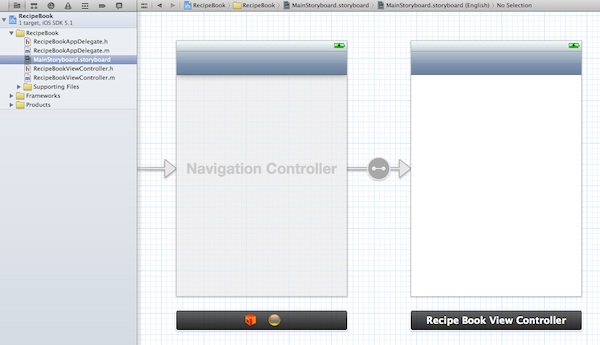 RecipeBook
1 target, iOS SDK 5.1
RecipeBook
RecipeBookAppDelegate.h
RecipeBookAppDelegate.m
MainStoryboard.storyboard
RecipeBookViewController.h
RecipeBookViewController.m
Supporting Files
Frameworks
Products
RecipeBook RecipeBook MainStoryboard.storyboard MainStoryboard.storyboard (English) No Selection
Navigation Controller
Recipe Book View Controller